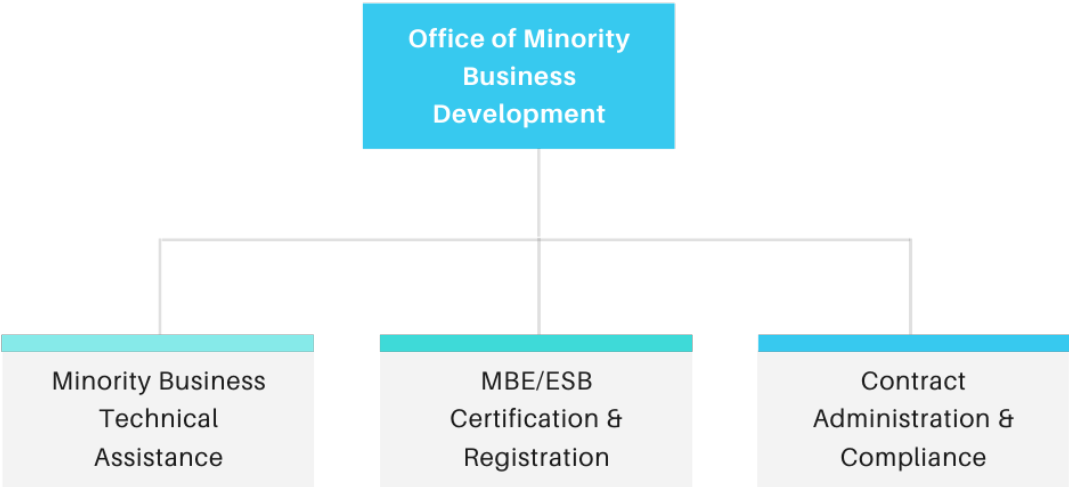 Office of Minority
Business
Development
Minority Business
Technical
Assistance
MBE/ESB
Certification &
Registration
Contract
Administration &
Compliance